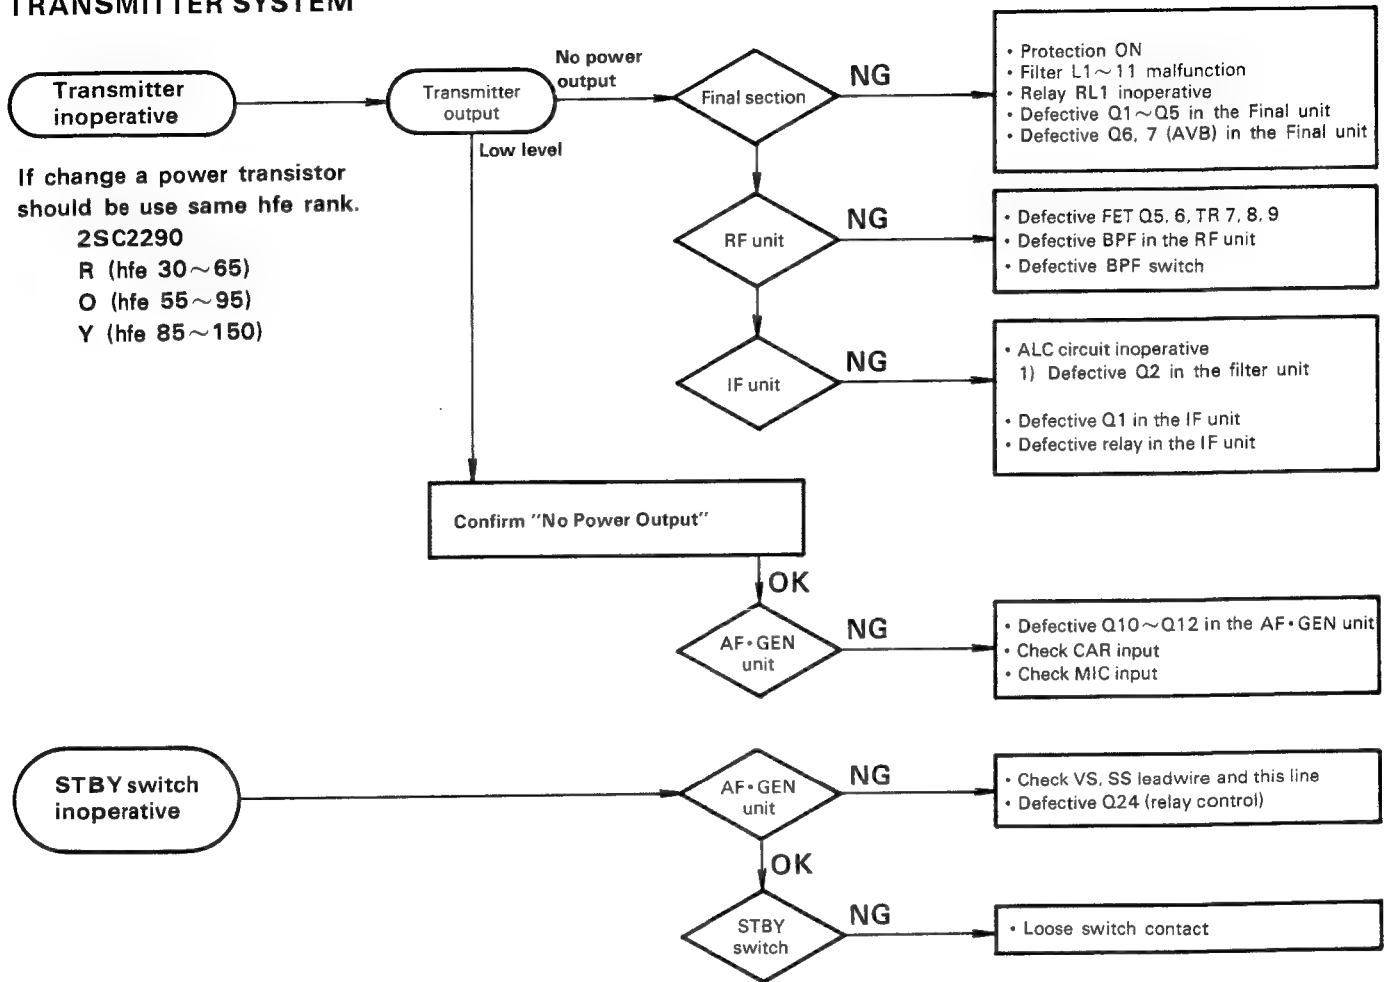 TRANSMITTER SYSTEM
Transmitter
inoperative
Transmitter
output
No power
output
Low level
Final section
NG
• Protection ON
• Filter L1~11 malfunction
• Relay RL1 inoperative
• Defective Q1~Q5 in the Final unit
• Defective Q6, 7 (AVB) in the Final unit
If change a power transistor
should be use same hfe rank.
2SC2290
R (hfe 30~65)
O (hfe 55~95)
Y (hfe 85~150)
RF unit
NG
• Defective FET Q5, 6, TR 7, 8, 9
• Defective BPF in the RF unit
• Defective BPF switch
IF unit
NG
• ALC circuit inoperative
1) Defective Q2 in the filter unit
• Defective Q1 in the IF unit
• Defective relay in the IF unit
Confirm "No Power Output"
OK
AF•GEN
unit
NG
• Defective Q10~Q12 in the AF•GEN unit
• Check CAR input
• Check MIC input
STBY switch
inoperative
AF•GEN
unit
NG
• Check VS, SS leadwire and this line
• Defective Q24 (relay control)
OK
STBY
switch
NG
• Loose switch contact